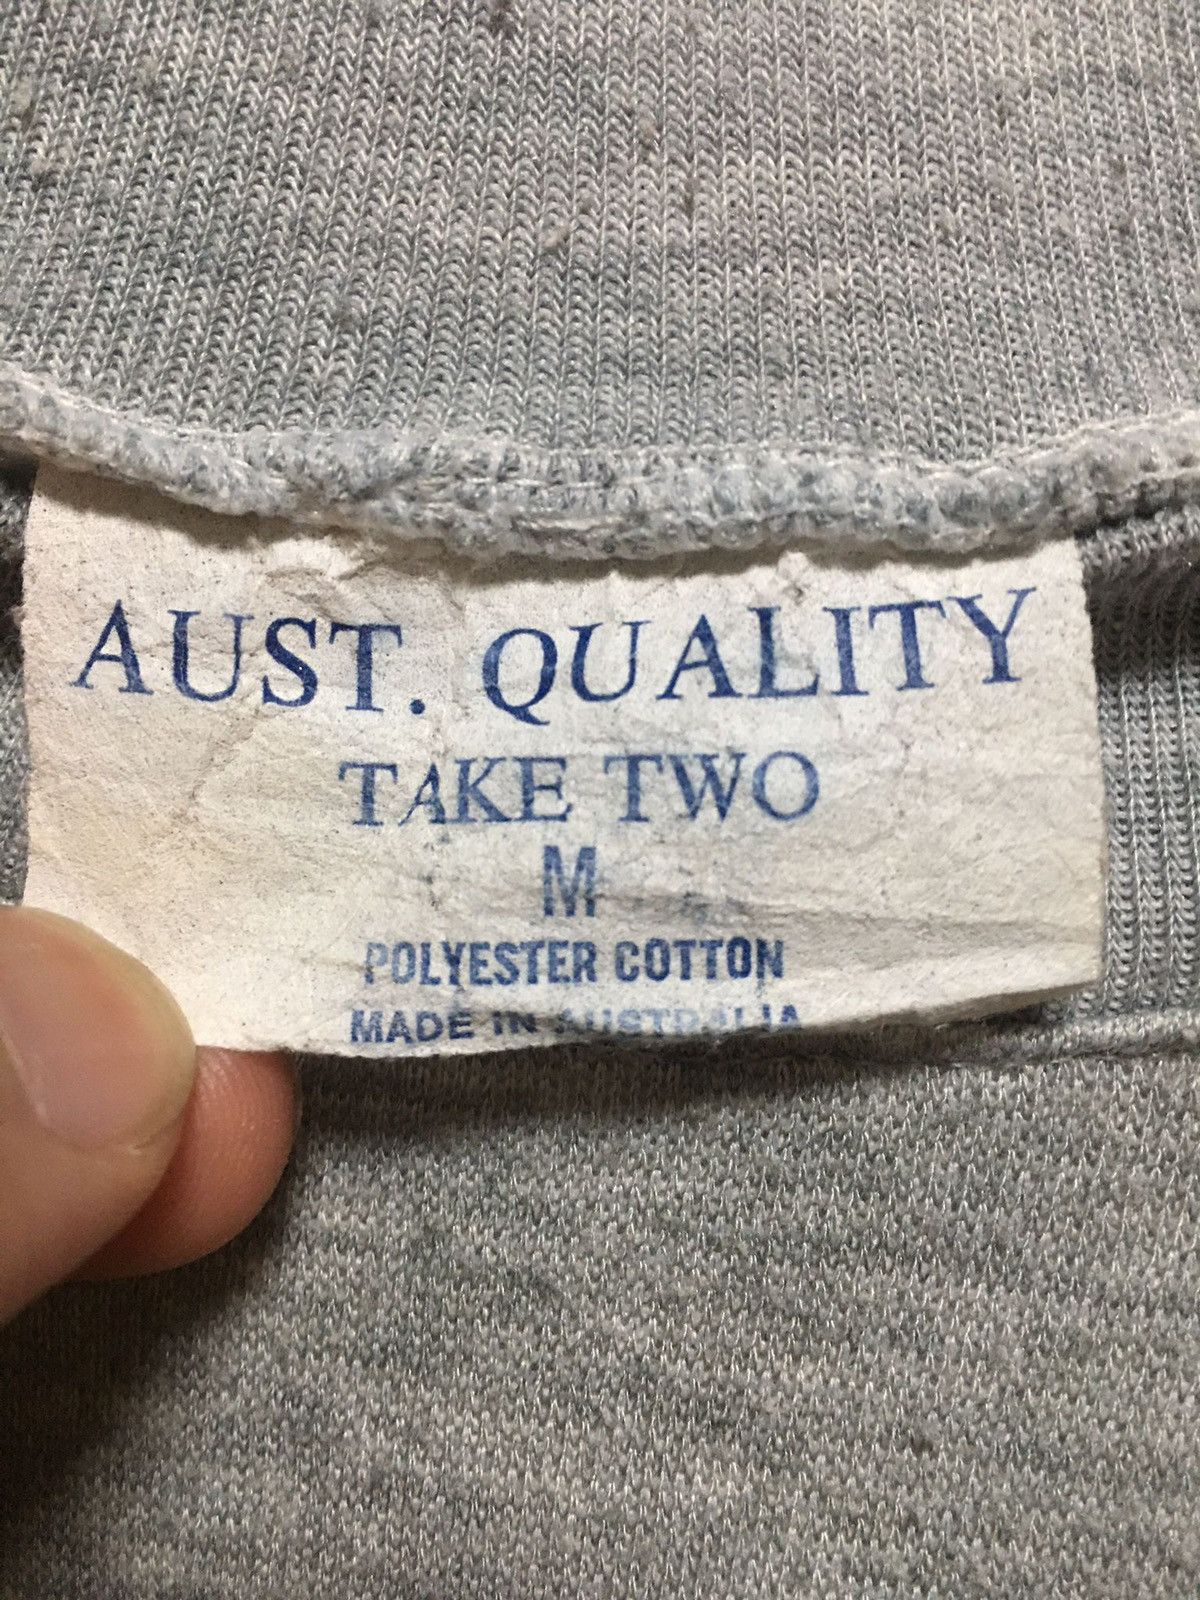 AUST. QUALITY
TAKE TWO
M
POLYESTER COTTON
MADE IN AUSTRALIA